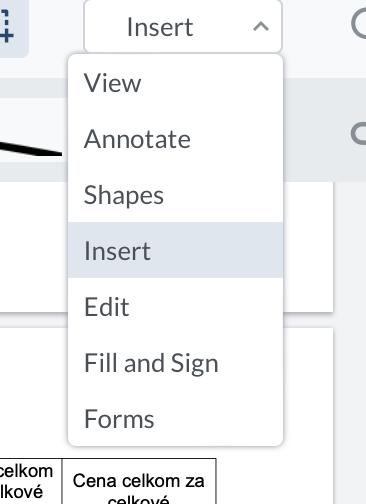 Insert
View
Annotate
Shapes
Insert
Edit
Fill and Sign
Forms
celkom
lkové
Cena celkom za
celkové